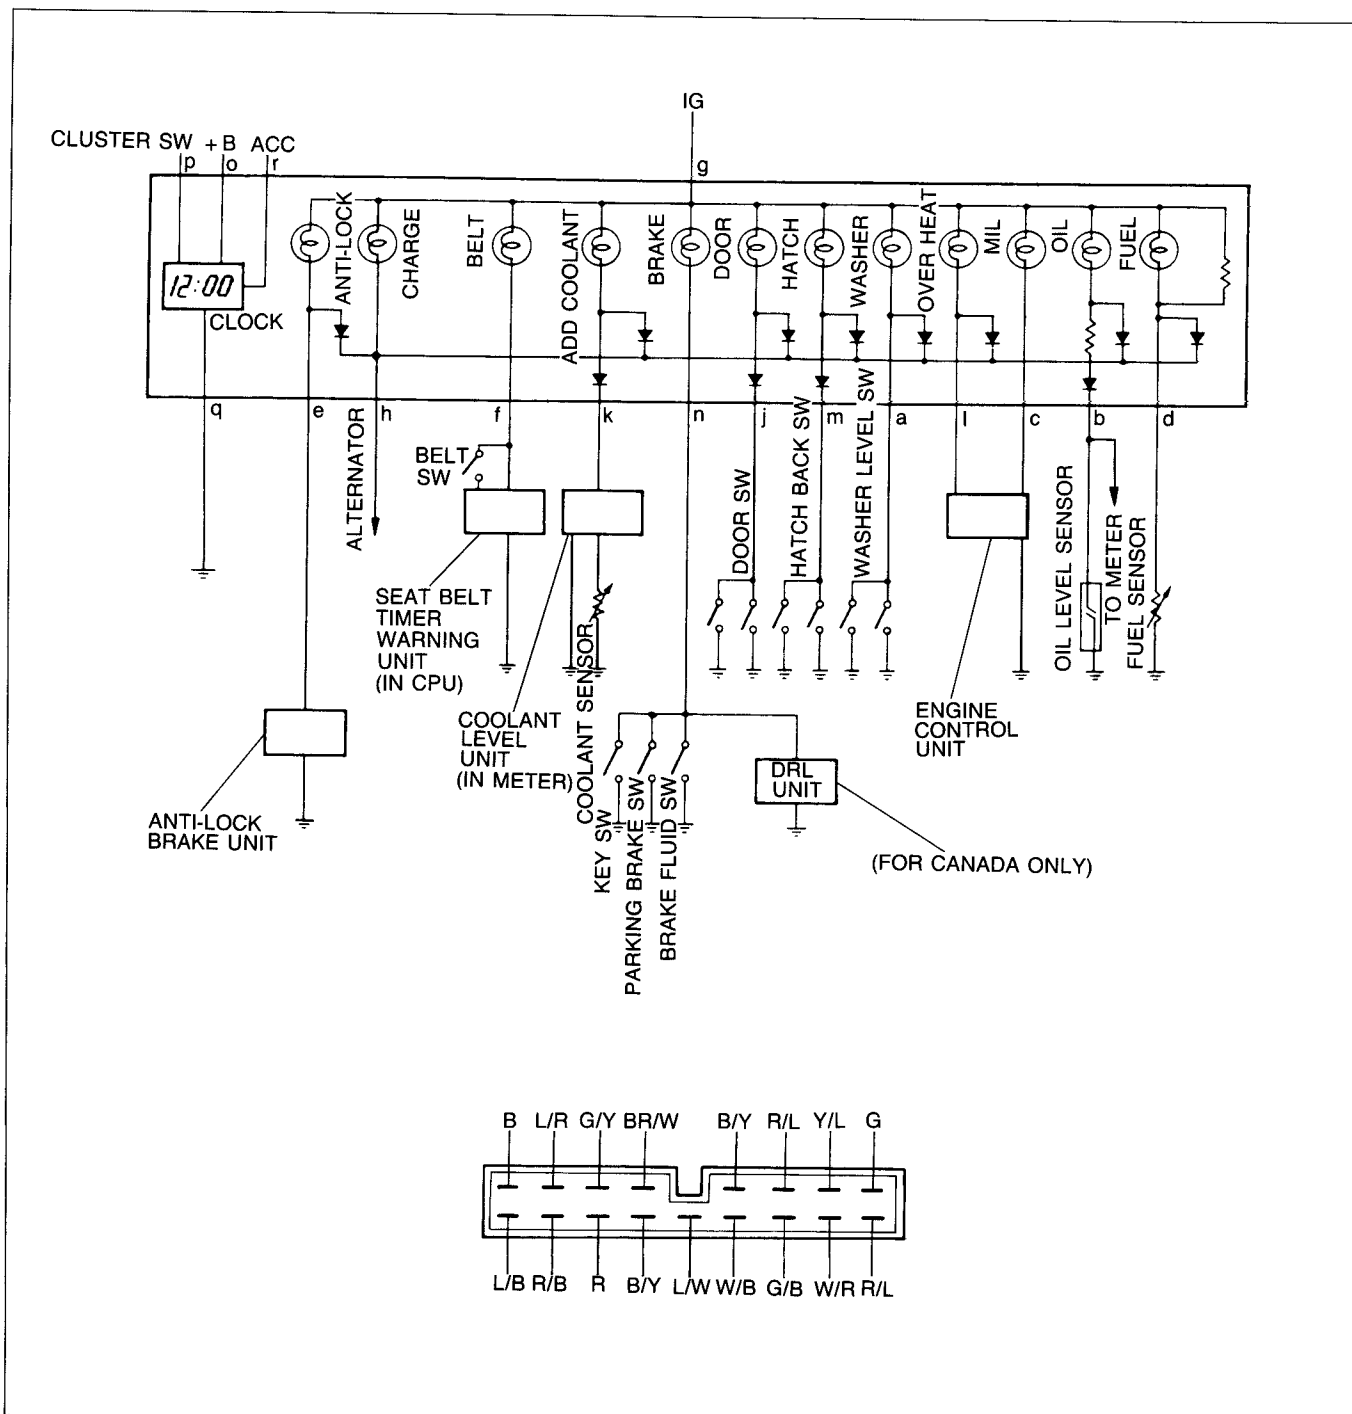 IG
CLUSTER SW + B ACC
p o r g
ANTI-LOCK
CHARGE
BELT
ADD COOLANT
BRAKE
DOOR
HATCH
WASHER
OVER HEAT
MIL
OIL
FUEL
12:00
CLOCK
q e h f k n j m a l c b d
ALTERNATOR
BELT
SW
DOOR SW
HATCH BACK SW
WASHER LEVEL SW
OIL LEVEL SENSOR
TO METER
FUEL SENSOR
SEAT BELT
TIMER
WARNING
UNIT
(IN CPU)
COOLANT
LEVEL
UNIT
(IN METER)
COOLANT SENSOR
ENGINE
CONTROL
UNIT
DRL
UNIT
ANTI-LOCK
BRAKE UNIT
KEY SW
PARKING BRAKE SW
BRAKE FLUID SW
(FOR CANADA ONLY)
B L/R G/Y BR/W B/Y R/L Y/L G
L/B R/B R B/Y L/W W/B G/B W/R R/L